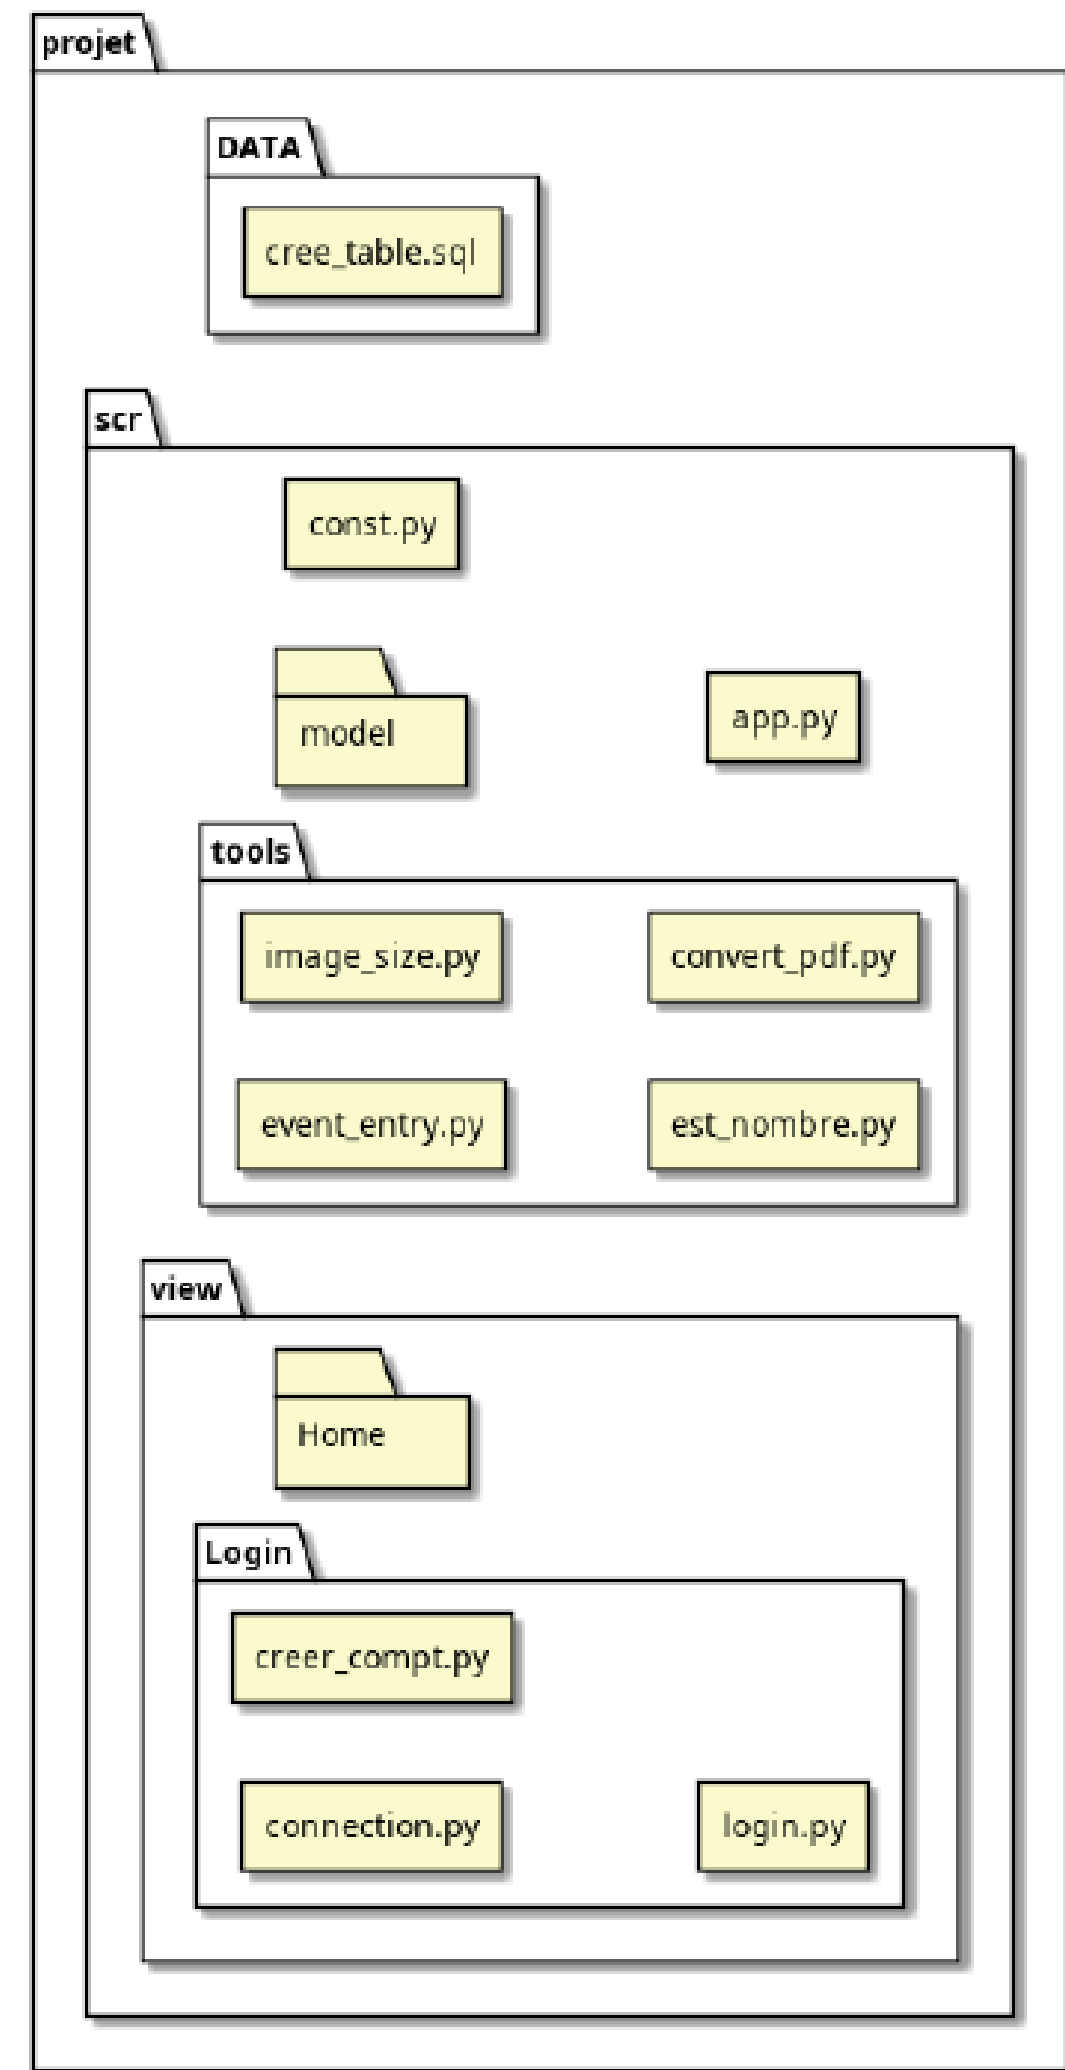 projet
DATA
cree_table.sql
scr
const.py
model
app.py
tools
image_size.py
convert_pdf.py
event_entry.py
est_nombre.py
view
Home
Login
creer_compt.py
connection.py
login.py